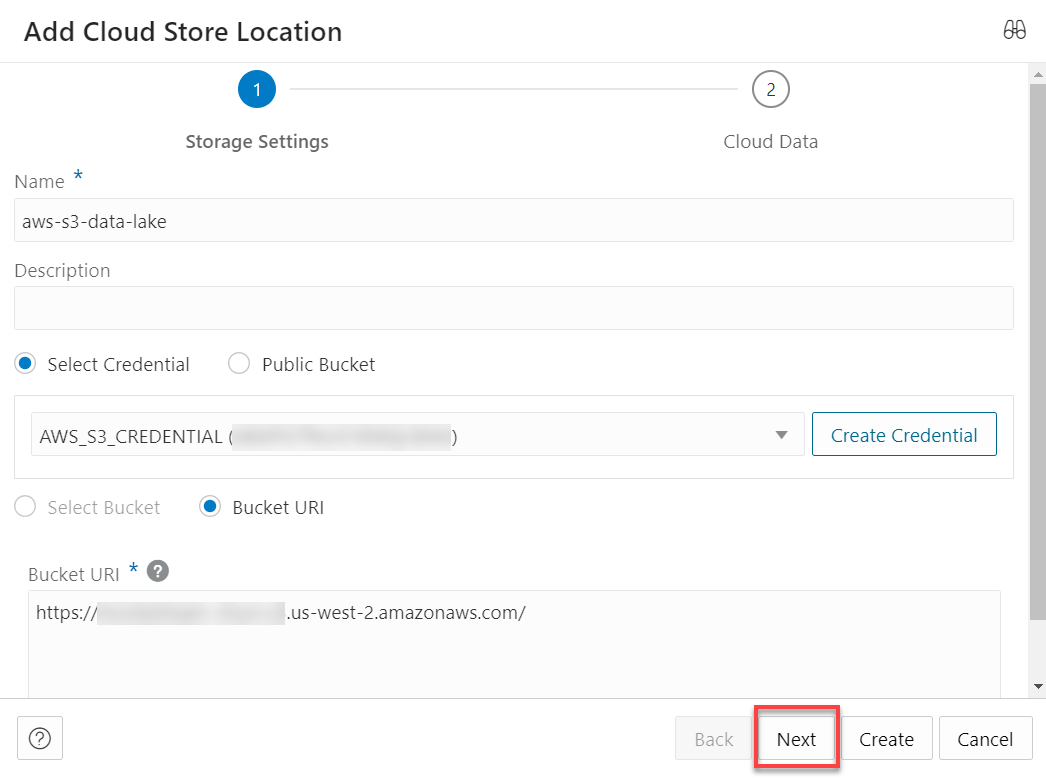 Add Cloud Store Location
1 2
Storage Settings Cloud Data
Name *
aws-s3-data-lake
Description
Select Credential Public Bucket
AWS_S3_CREDENTIAL ( )
Create Credential
Select Bucket Bucket URI
Bucket URI * ?
https:// .us-west-2.amazonaws.com/
? Back Next Create Cancel